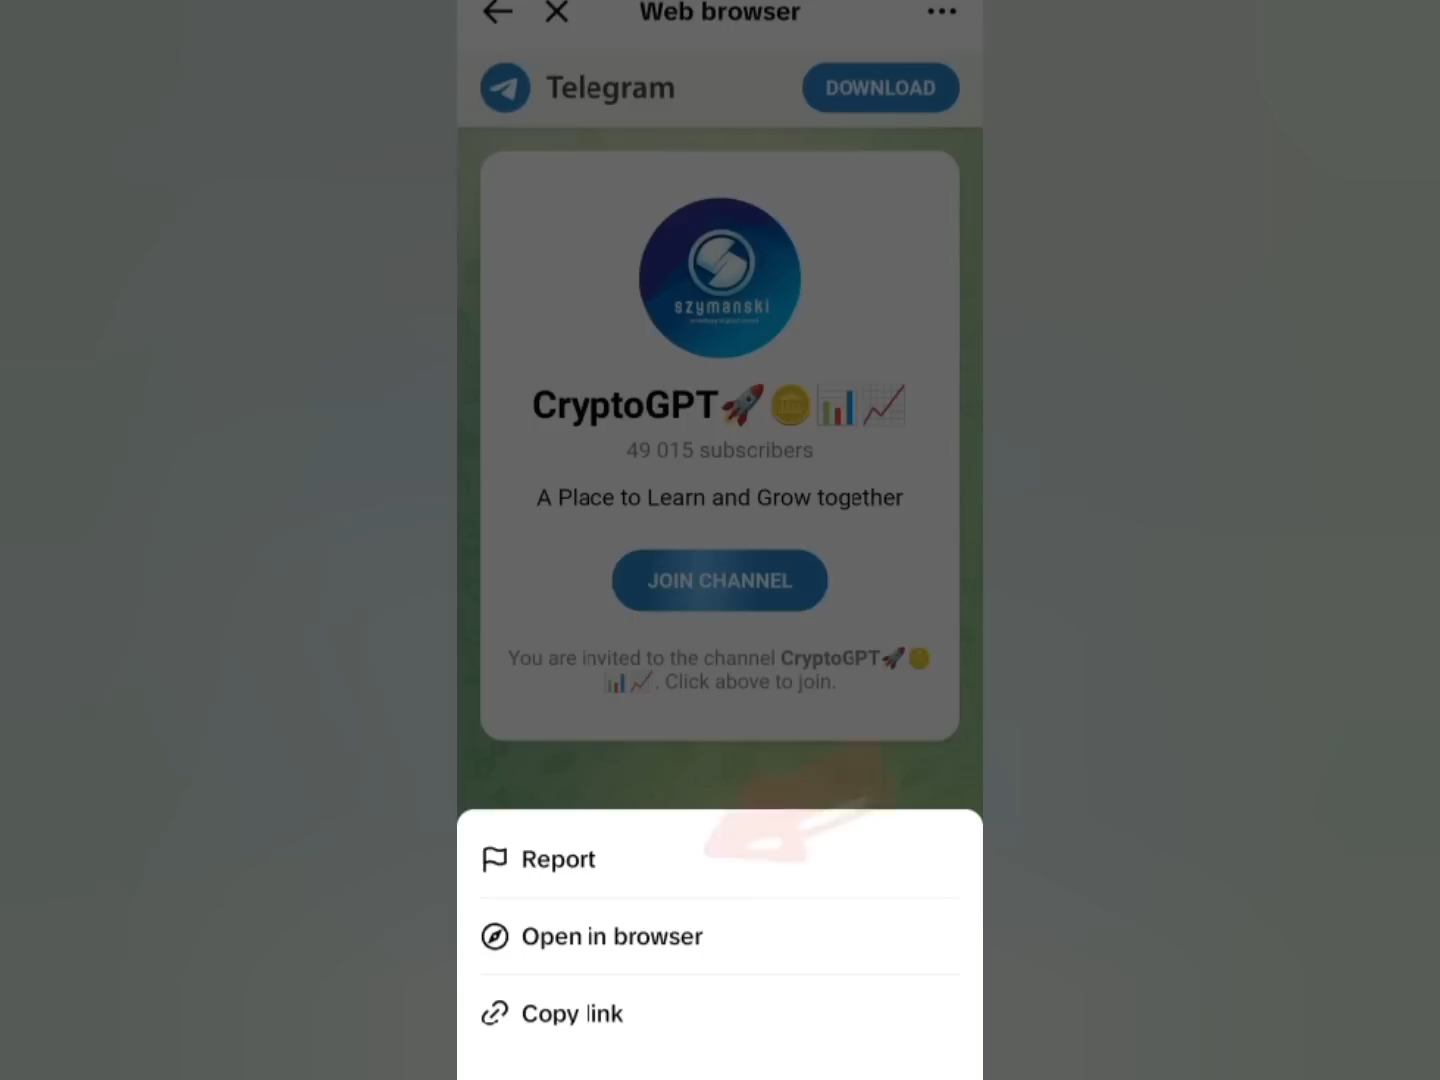 Web browser
Telegram
DOWNLOAD
szymanski
CryptoGPT🚀🪙📊📈
49 015 subscribers
A Place to Learn and Grow together
JOIN CHANNEL
You are invited to the channel CryptoGPT🚀🪙
📊📈. Click above to join.
Report
Open in browser
Copy link